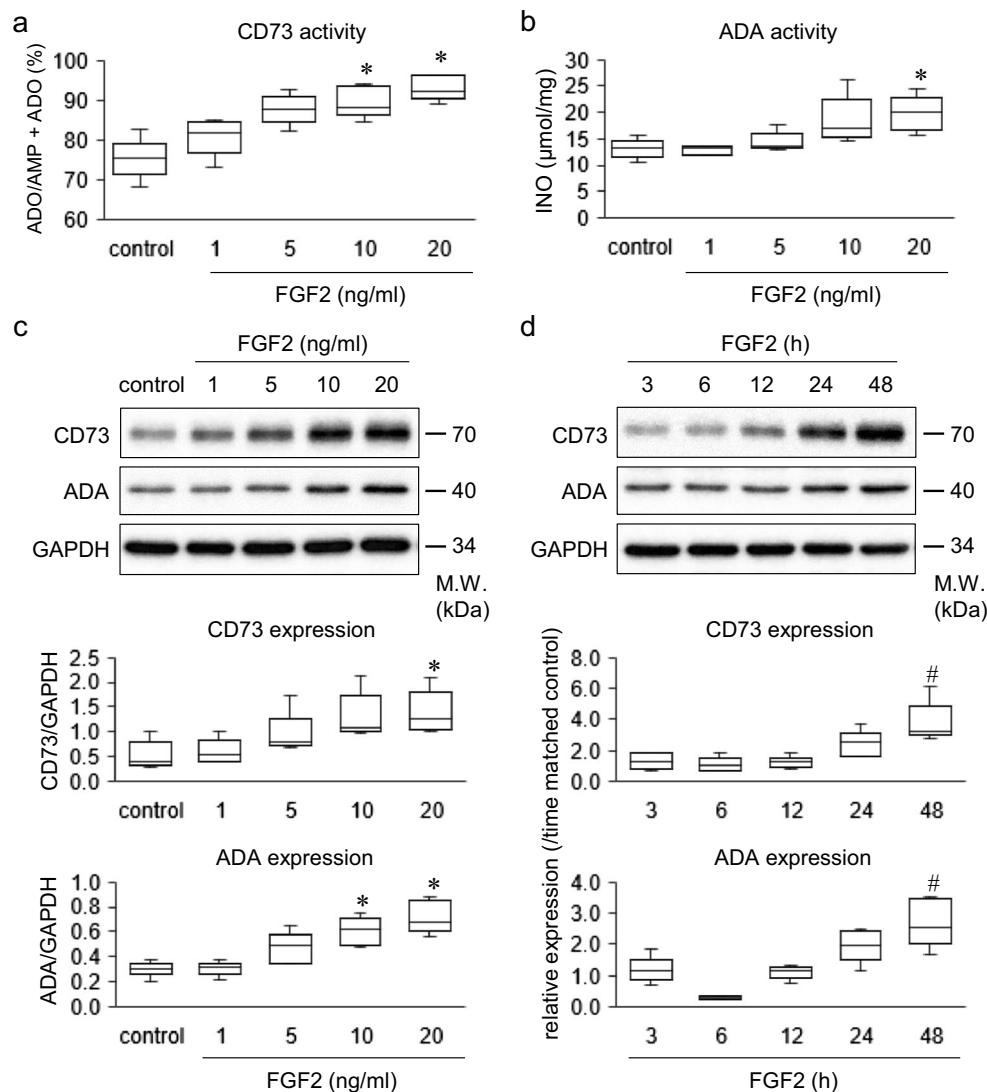 a
CD73 activity
ADO/AMP + ADO (%)
100
90
80
70
60
*
*
control 1 5 10 20
FGF2 (ng/ml)
b
ADA activity
INO (µmol/mg)
30
25
20
15
10
5
0
*
control 1 5 10 20
FGF2 (ng/ml)
c
FGF2 (ng/ml)
control 1 5 10 20
CD73 70
ADA 40
GAPDH 34
M.W.
(kDa)
CD73 expression
CD73/GAPDH
2.5
2.0
1.5
1.0
0.5
0.0
*
control 1 5 10 20
ADA expression
ADA/GAPDH
1.0
0.8
0.6
0.4
0.2
0.0
*
*
control 1 5 10 20
FGF2 (ng/ml)
d
FGF2 (h)
3 6 12 24 48
CD73 70
ADA 40
GAPDH 34
M.W.
(kDa)
relative expression (/time matched control)
CD73 expression
8.0
6.0
4.0
2.0
0.0
#
3 6 12 24 48
ADA expression
4.0
3.0
2.0
1.0
0.0
#
3 6 12 24 48
FGF2 (h)